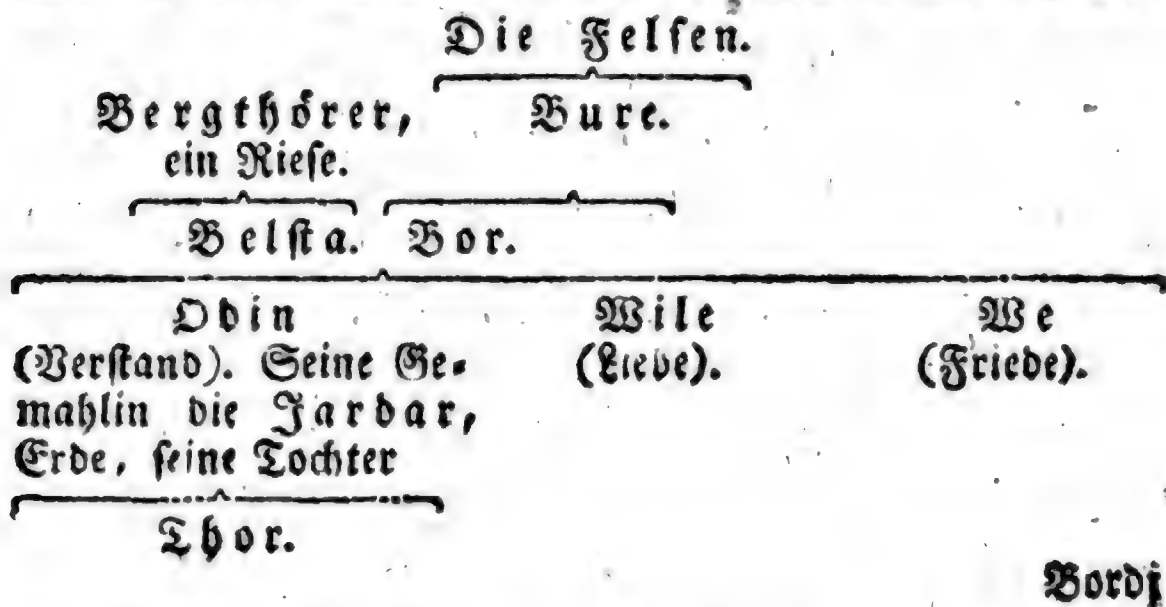 Die Felsen.
Bergthörer, Bure.
ein Riese.
Belsta. Bor.
Odin Wile We
(Verstand). Seine Ge- (Liebe). (Friede).
mahlin die Jardar,
Erde, seine Tochter
Thor.
Bordj